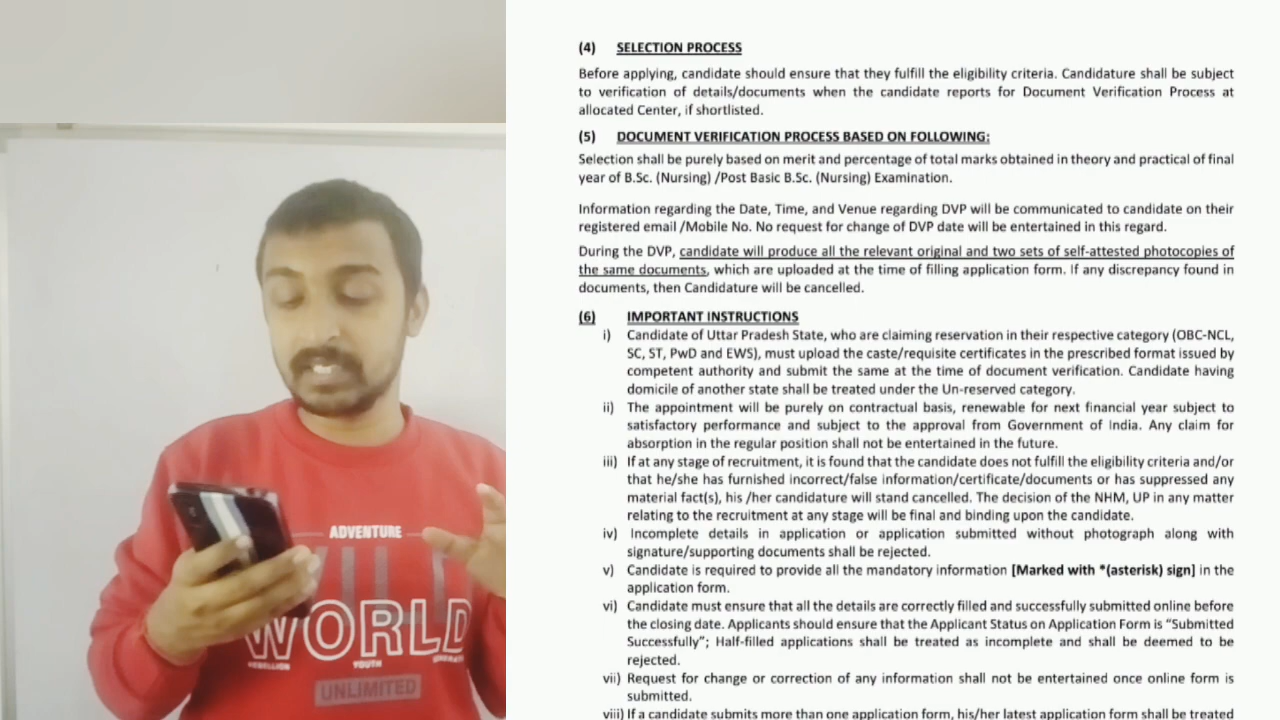 (4) SELECTION PROCESS
Before applying, candidate should ensure that they fulfill the eligibility criteria. Candidature shall be subject
to verification of details/documents when the candidate reports for Document Verification Process at
allocated Center, if shortlisted.
(5) DOCUMENT VERIFICATION PROCESS BASED ON FOLLOWING:
Selection shall be purely based on merit and percentage of total marks obtained in theory and practical of final
year of B.Sc. (Nursing) /Post Basic B.Sc. (Nursing) Examination.
Information regarding the Date, Time, and Venue regarding DVP will be communicated to candidate on their
registered email /Mobile No. No request for change of DVP date will be entertained in this regard.
During the DVP, candidate will produce all the relevant original and two sets of self-attested photocopies of
the same documents, which are uploaded at the time of filling application form. If any discrepancy found in
documents, then Candidature will be cancelled.
(6) IMPORTANT INSTRUCTIONS
i) Candidate of Uttar Pradesh State, who are claiming reservation in their respective category (OBC-NCL,
SC, ST, PwD and EWS), must upload the caste/requisite certificates in the prescribed format issued by
competent authority and submit the same at the time of document verification. Candidate having
domicile of another state shall be treated under the Un-reserved category.
ii) The appointment will be purely on contractual basis, renewable for next financial year subject to
satisfactory performance and subject to the approval from Government of India. Any claim for
absorption in the regular position shall not be entertained in the future.
iii) If at any stage of recruitment, it is found that the candidate does not fulfill the eligibility criteria and/or
that he/she has furnished incorrect/false information/certificate/documents or has suppressed any
material fact(s), his /her candidature will stand cancelled. The decision of the NHM, UP in any matter
relating to the recruitment at any stage will be final and binding upon the candidate.
iv) Incomplete details in application or application submitted without photograph along with
signature/supporting documents shall be rejected.
v) Candidate is required to provide all the mandatory information [Marked with *(asterisk) sign] in the
application form.
vi) Candidate must ensure that all the details are correctly filled and successfully submitted online before
the closing date. Applicants should ensure that the Applicant Status on Application Form is “Submitted
Successfully”; Half-filled applications shall be treated as incomplete and shall be deemed to be
rejected.
vii) Request for change or correction of any information shall not be entertained once online form is
submitted.
viii) If a candidate submits more than one application form, his/her latest application form shall be treated
ADVENTURE
WORLD
YOUTH
UNLIMITED